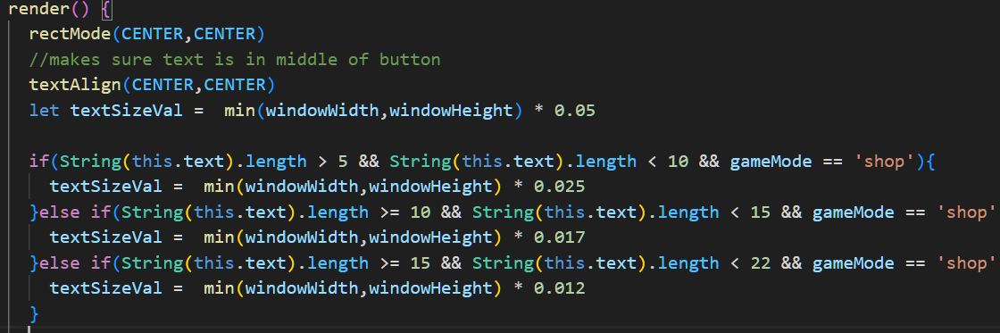 render() {
rectMode(CENTER,CENTER)
//makes sure text is in middle of button
textAlign(CENTER,CENTER)
let textSizeVal =  min(windowWidth,windowHeight) * 0.05
if(String(this.text).length > 5 && String(this.text).length < 10 && gameMode == 'shop'){
textSizeVal =  min(windowWidth,windowHeight) * 0.025
}else if(String(this.text).length >= 10 && String(this.text).length < 15 && gameMode == 'shop'
textSizeVal =  min(windowWidth,windowHeight) * 0.017
}else if(String(this.text).length >= 15 && String(this.text).length < 22 && gameMode == 'shop'
textSizeVal =  min(windowWidth,windowHeight) * 0.012
}